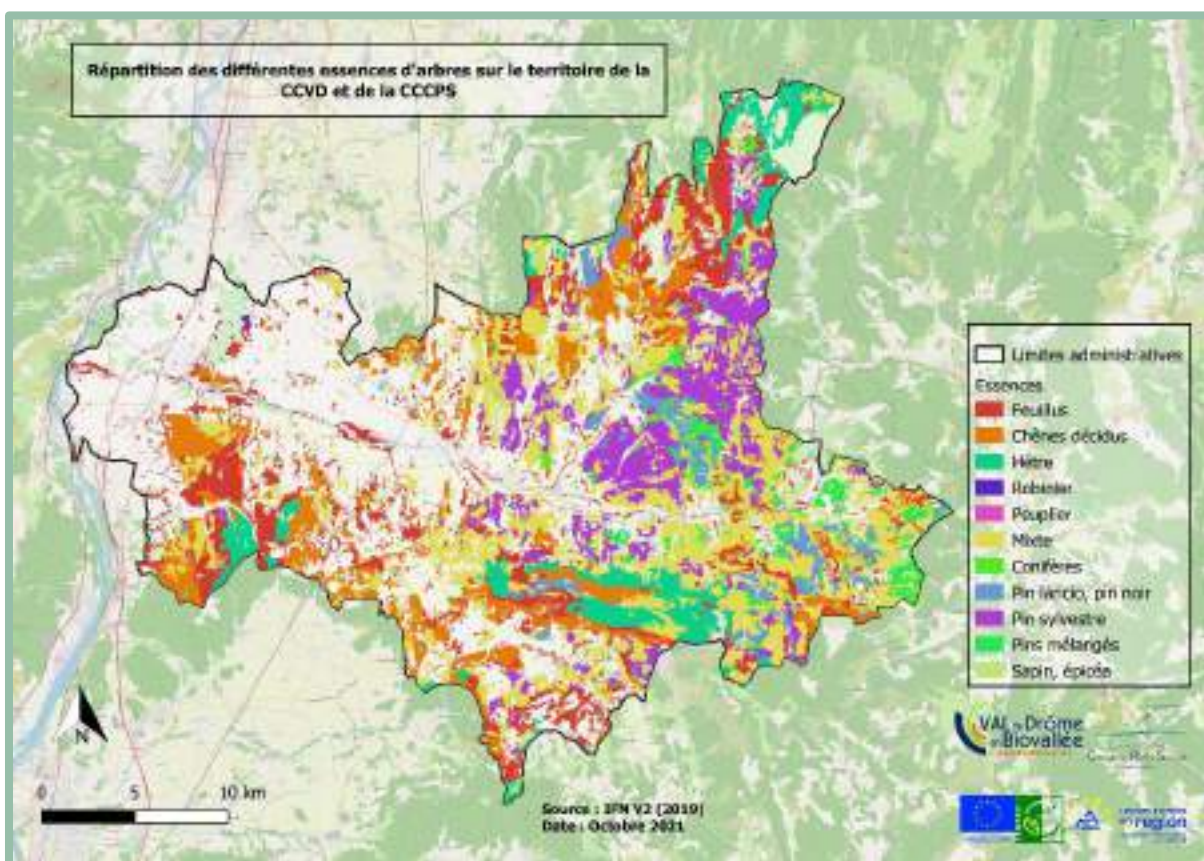 Répartition des différentes essences d'arbres sur le territoire de la
CCVD et de la CCCPS
Limites administratives
Essences
Feuillus
Chênes décidus
Hêtre
Robinier
Peuplier
Mixte
Conifères
Pin laricio, pin noir
Pin sylvestre
Pins mélangés
Sapin, épicéa
VAL de Drôme
en Biovallée
N
0 5 10 km
Source : IFN V2 (2019)
Date : Octobre 2021
région